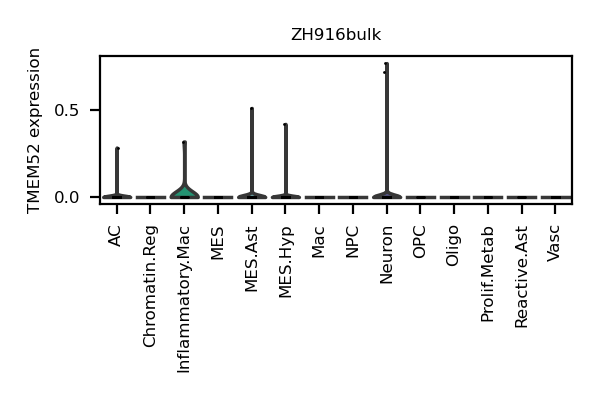 ZH916bulk
TMEM52 expression
0.5
0.0
AC
Chromatin.Reg
Inflammatory.Mac
MES
MES.Ast
MES.Hyp
Mac
NPC
Neuron
OPC
Oligo
Prolif.Metab
Reactive.Ast
Vasc